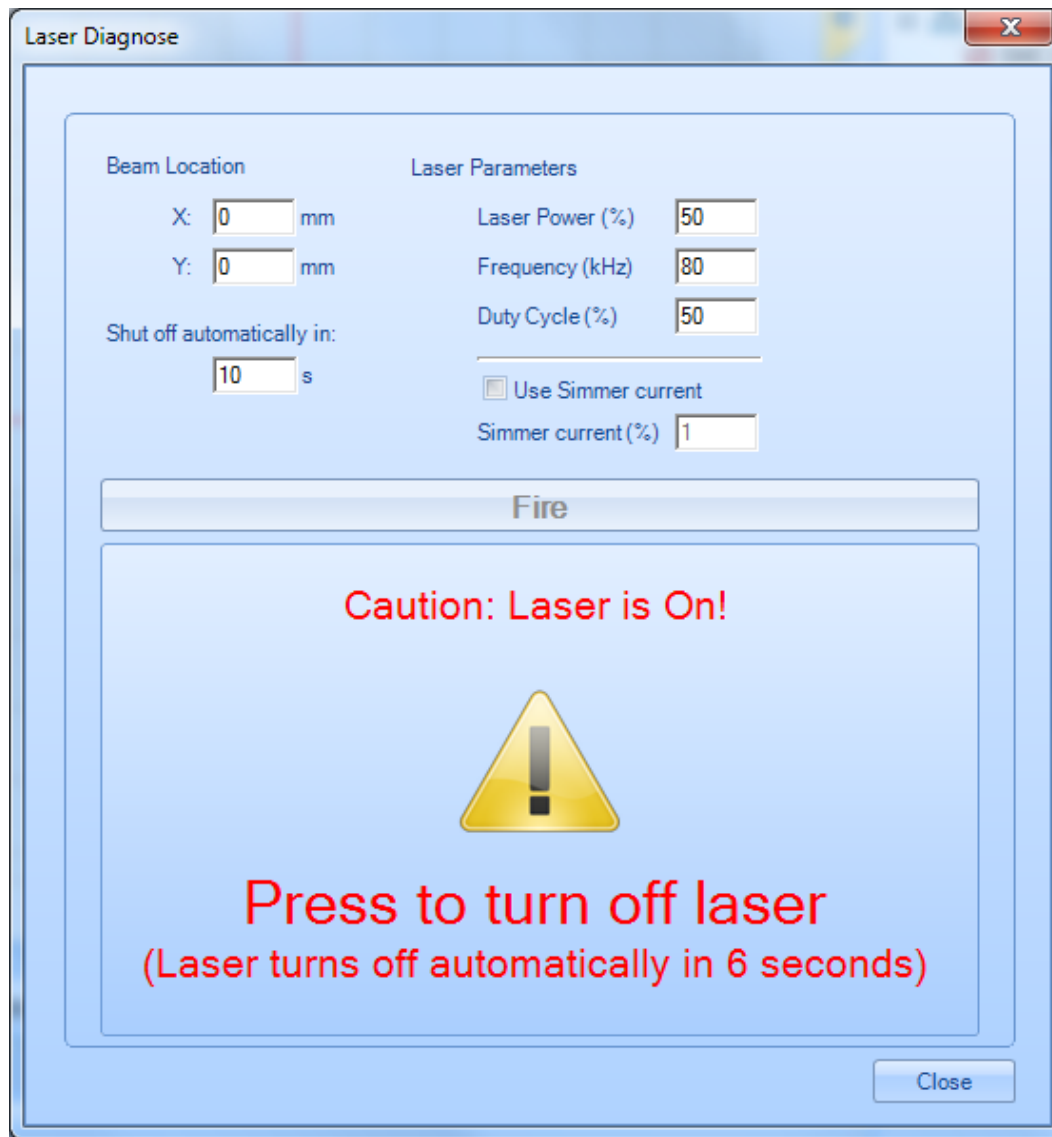 Laser Diagnose
Beam Location
X: 0 mm
Y: 0 mm
Shut off automatically in:
10 s
Laser Parameters
Laser Power (%) 50
Frequency (kHz) 80
Duty Cycle (%) 50
Use Simmer current
Simmer current (%) 1
Fire
Caution: Laser is On!
Press to turn off laser
(Laser turns off automatically in 6 seconds)
Close